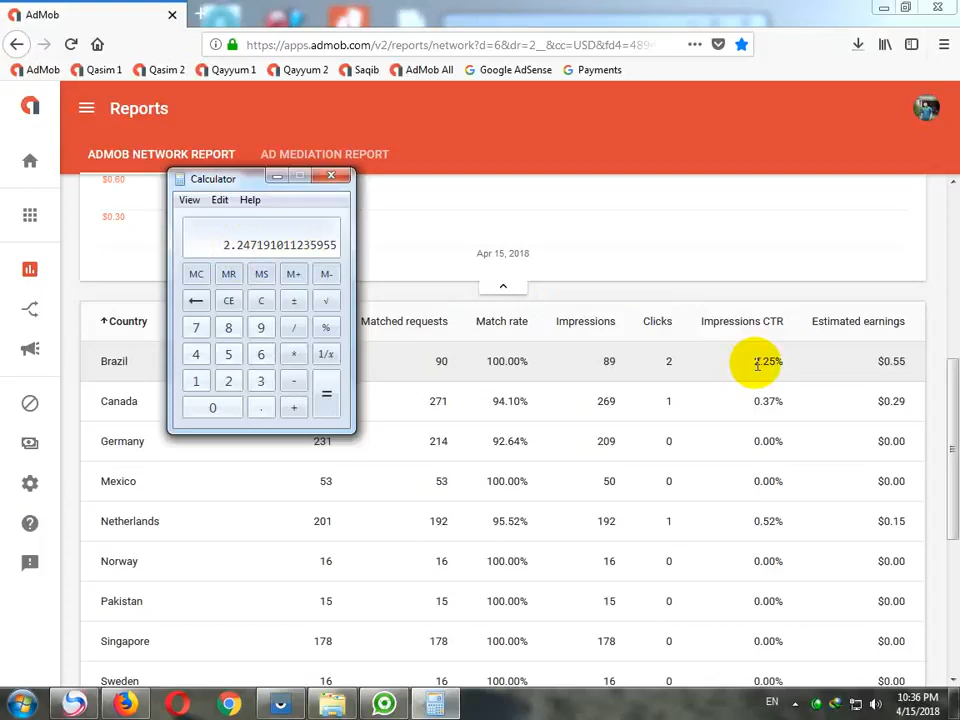 AdMob
https://apps.admob.com/v2/reports/network?d=6&dr=2__&cc=USD&fd4=489
AdMob Qasim 1 Qasim 2 Qayyum1 Qayyum 2 Saqib AdMob All Google AdSense Payments
Reports
ADMOB NETWORK REPORT AD MEDIATION REPORT
$0.60
$0.30
Apr 15, 2018
Calculator
View Edit Help
2.247191011235955
MC MR MS M+ M-
← CE C ± √
7 8 9 / %
4 5 6 * 1/x
1 2 3 - =
0 . +
Country Matched requests Match rate Impressions Clicks Impressions CTR Estimated earnings
Brazil 90 100.00% 89 2 2.25% $0.55
Canada 271 94.10% 269 1 0.37% $0.29
Germany 231 214 92.64% 209 0 0.00% $0.00
Mexico 53 53 100.00% 50 0 0.00% $0.00
Netherlands 201 192 95.52% 192 1 0.52% $0.15
Norway 16 16 100.00% 16 0 0.00% $0.00
Pakistan 15 15 100.00% 15 0 0.00% $0.00
Singapore 178 178 100.00% 178 0 0.00% $0.00
Sweden 16 16 100.00% 16 0 0.00% $0.00
EN 10:36 PM
4/15/2018